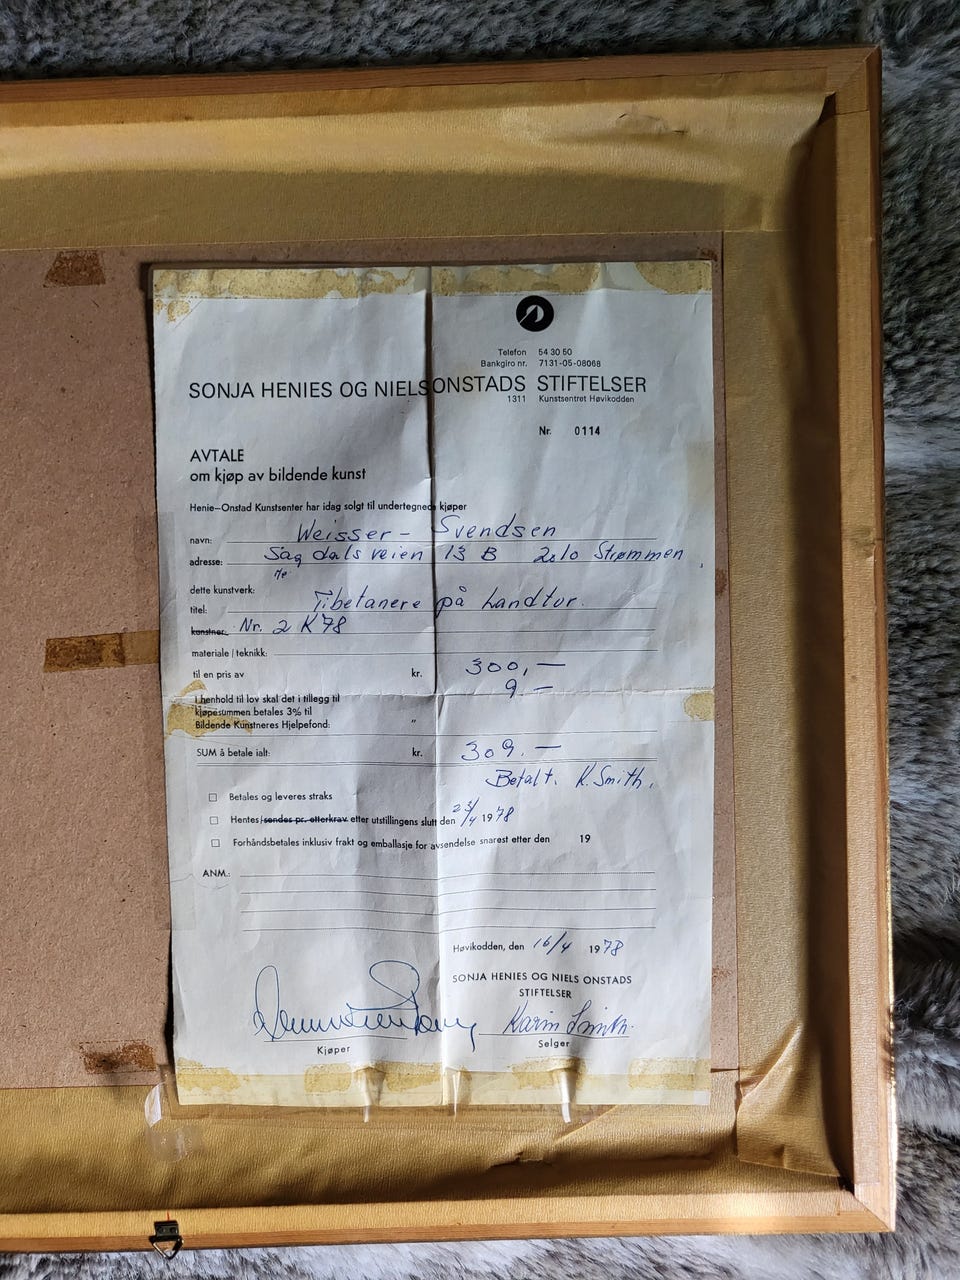 Telefon 54 30 50
Bankgiro nr. 7131-05-08068
SONJA HENIES OG NIELS ONSTADS STIFTELSER
1311 Kunstsentret Høvikodden
Nr. 0114
AVTALE
om kjøp av bildende kunst
Henie-Onstad Kunstsenter har idag solgt til undertegnede kjøper
navn: Weisser - Svendsen
adresse: Sagdalsveien 13 B 2010 Strømmen
dette kunstverk:
titel: Tibetanere på Landtur.
kunstner: Nr. 2 K'78
materiale/teknikk:
til en pris av kr. 300,—
9.—
I henhold til lov skal det i tillegg til
kjøpesummen betales 3% til
Bildende Kunstneres Hjelpefond: "
SUM å betale ialt: kr. 309.—
Betalt. K. Smith.
Betales og leveres straks
Hentes/sendes pr. etterkrav etter utstillingens slutt den 23/4 1978
Forhåndsbetales inklusiv frakt og emballasje for avsendelse snarest etter den 19
ANM.:
Høvikodden, den 16/4 1978
SONJA HENIES OG NIELS ONSTADS
STIFTELSER
Karin Smith.
Kjøper Selger